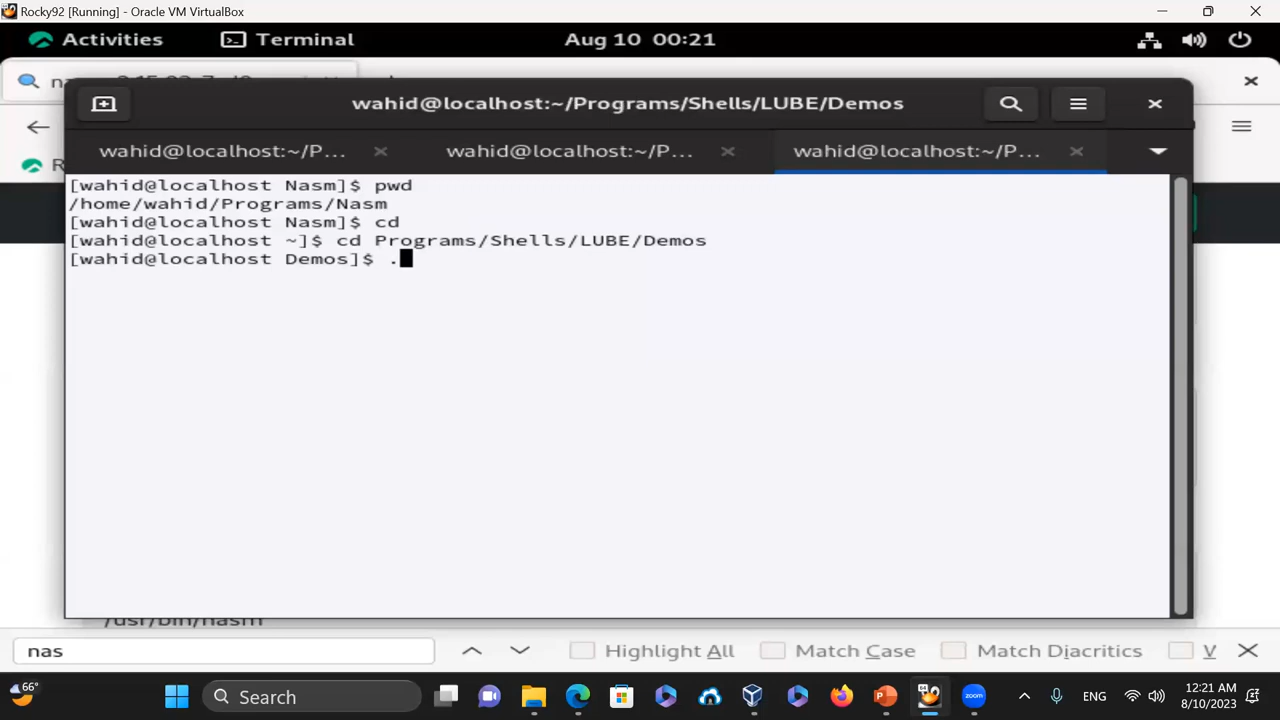 Rocky92 [Running] - Oracle VM VirtualBox
Activities Terminal Aug 10 00:21
wahid@localhost:~/Programs/Shells/LUBE/Demos
wahid@localhost:~/P... wahid@localhost:~/P... wahid@localhost:~/P...
[wahid@localhost Nasm]$ pwd
/home/wahid/Programs/Nasm
[wahid@localhost Nasm]$ cd
[wahid@localhost ~]$ cd Programs/Shells/LUBE/Demos
[wahid@localhost Demos]$ .
/usr/bin/nasm
nas Highlight All Match Case Match Diacritics W
66° Search ENG 12:21 AM
8/10/2023